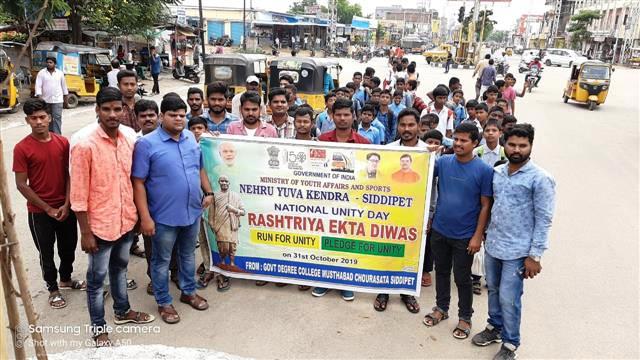 GOVERNMENT OF INDIA
MINISTRY OF YOUTH AFFAIRS AND SPORTS
NEHRU YUVA KENDRA - SIDDIPET
NATIONAL UNITY DAY
RASHTRIYA EKTA DIWAS
RUN FOR UNITY PLEDGE FOR UNITY
on 31st October 2019
FROM : GOVT DEGREE COLLEGE MUSTHABAD CHOURASATA SIDDIPET
Samsung Triple Camera
Shot with my Galaxy A50